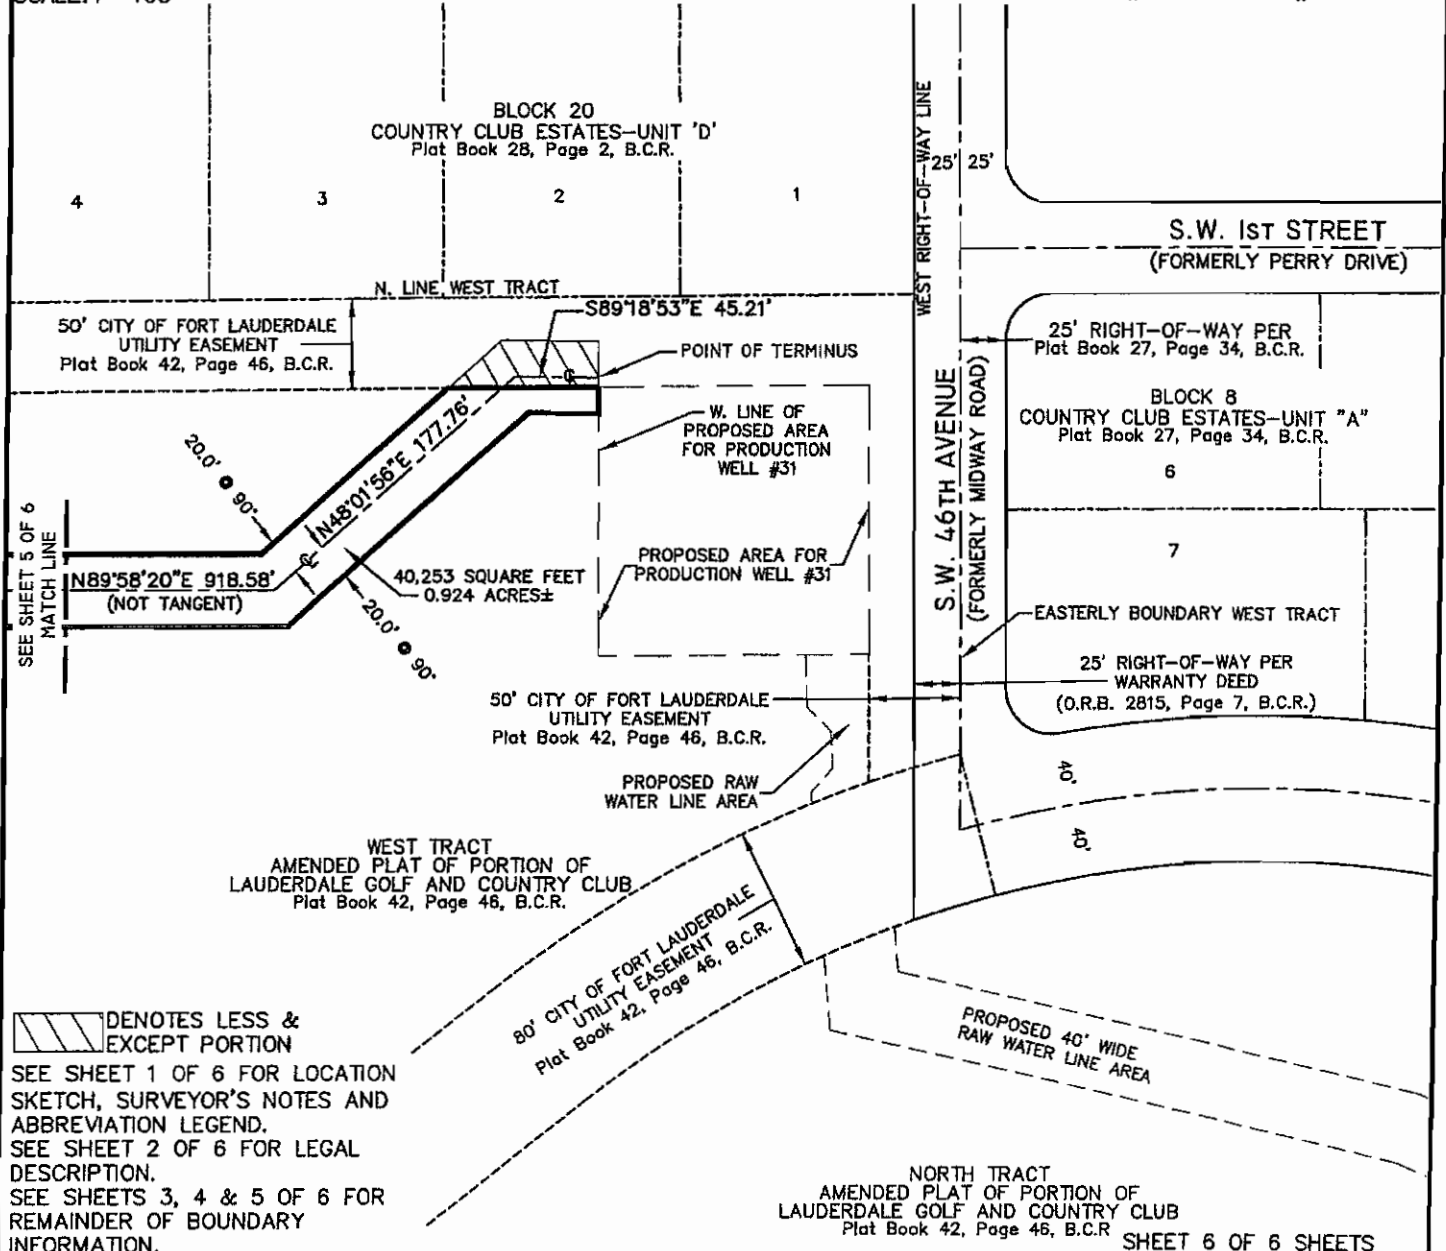 BLOCK 20
COUNTRY CLUB ESTATES-UNIT 'D'
Plat Book 28, Page 2, B.C.R.
4
3
2
1
WEST RIGHT-OF-WAY LINE
25' 25'
S.W. 1ST STREET
(FORMERLY PERRY DRIVE)
N. LINE WEST TRACT
S89°18'53"E 45.21'
50' CITY OF FORT LAUDERDALE
UTILITY EASEMENT
Plat Book 42, Page 46, B.C.R.
POINT OF TERMINUS
25' RIGHT-OF-WAY PER
Plat Book 27, Page 34, B.C.R.
BLOCK 8
COUNTRY CLUB ESTATES-UNIT "A"
Plat Book 27, Page 34, B.C.R.
6
7
W. LINE OF
PROPOSED AREA
FOR PRODUCTION
WELL #31
S.W. 46TH AVENUE
(FORMERLY MIDWAY ROAD)
20.0' @ 90°
N48°01'56"E 177.76'
SEE SHEET 5 OF 6
MATCH LINE
N89°58'20"E 918.58'
(NOT TANGENT)
40,253 SQUARE FEET
0.924 ACRES±
20.0' @ 90°
PROPOSED AREA FOR
PRODUCTION WELL #31
EASTERLY BOUNDARY WEST TRACT
25' RIGHT-OF-WAY PER
WARRANTY DEED
(O.R.B. 2815, Page 7, B.C.R.)
50' CITY OF FORT LAUDERDALE
UTILITY EASEMENT
Plat Book 42, Page 46, B.C.R.
PROPOSED RAW
WATER LINE AREA
40'
40'
WEST TRACT
AMENDED PLAT OF PORTION OF
LAUDERDALE GOLF AND COUNTRY CLUB
Plat Book 42, Page 46, B.C.R.
80' CITY OF FORT LAUDERDALE
UTILITY EASEMENT
Plat Book 42, Page 46, B.C.R.
PROPOSED 40' WIDE
RAW WATER LINE AREA
DENOTES LESS &
EXCEPT PORTION
SEE SHEET 1 OF 6 FOR LOCATION
SKETCH, SURVEYOR'S NOTES AND
ABBREVIATION LEGEND.
SEE SHEET 2 OF 6 FOR LEGAL
DESCRIPTION.
SEE SHEETS 3, 4 & 5 OF 6 FOR
REMAINDER OF BOUNDARY
INFORMATION.
NORTH TRACT
AMENDED PLAT OF PORTION OF
LAUDERDALE GOLF AND COUNTRY CLUB
Plat Book 42, Page 46, B.C.R
SHEET 6 OF 6 SHEETS